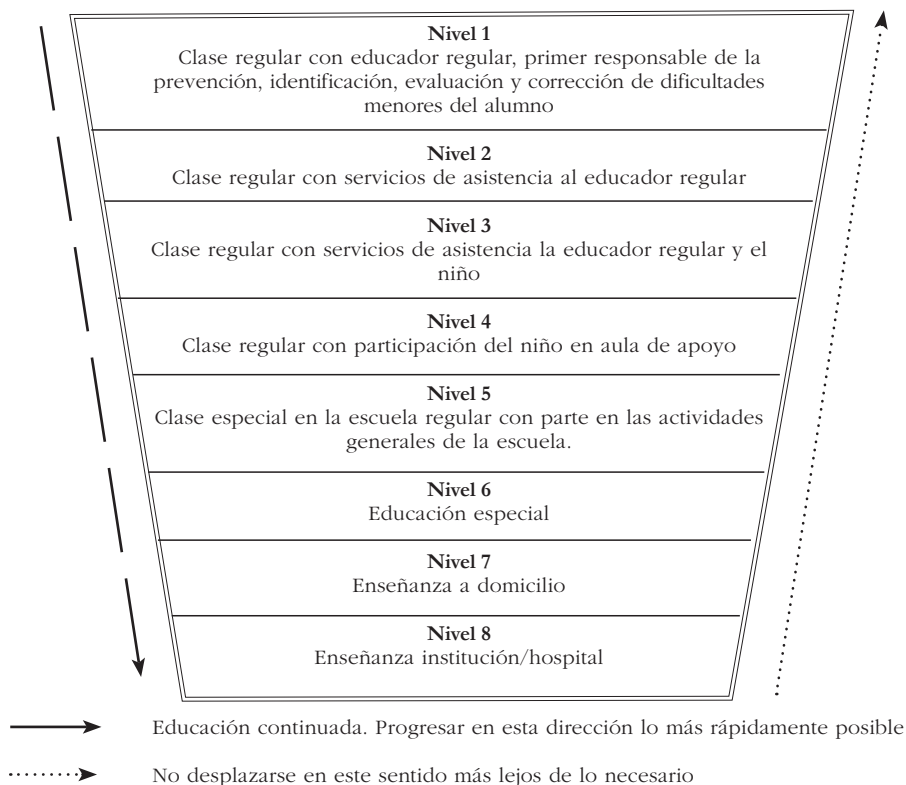 Nivel 1
Clase regular con educador regular, primer responsable de la
prevención, identificación, evaluación y corrección de dificultades
menores del alumno
Nivel 2
Clase regular con servicios de asistencia al educador regular
Nivel 3
Clase regular con servicios de asistencia la educador regular y el
niño
Nivel 4
Clase regular con participación del niño en aula de apoyo
Nivel 5
Clase especial en la escuela regular con parte en las actividades
generales de la escuela.
Nivel 6
Educación especial
Nivel 7
Enseñanza a domicilio
Nivel 8
Enseñanza institución/hospital
Educación continuada. Progresar en esta dirección lo más rápidamente posible
No desplazarse en este sentido más lejos de lo necesario